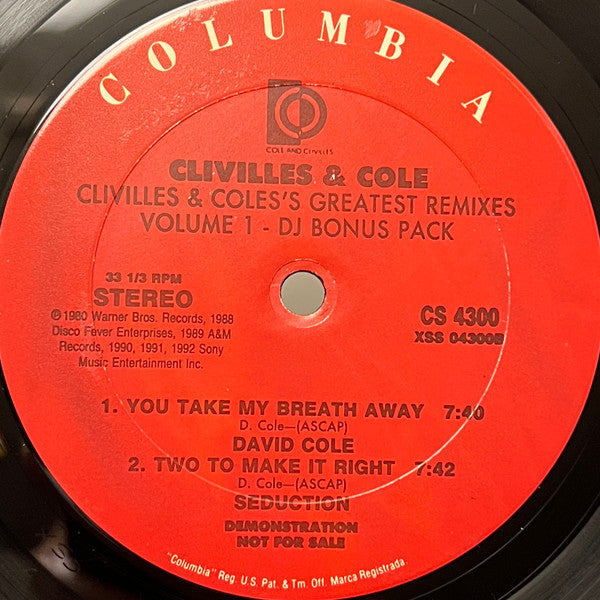 COLUMBIA
COLE AND CLIVILLES
CLIVILLES & COLE
CLIVILLES & COLES'S GREATEST REMIXES
VOLUME 1 - DJ BONUS PACK
33 1/3 RPM
STEREO
℗ 1980 Warner Bros. Records, 1988
Disco Fever Enterprises, 1989 A&M
Records, 1990, 1991, 1992 Sony
Music Entertainment Inc.
CS 4300
XSS 04300B
1. YOU TAKE MY BREATH AWAY 7:40
D. Cole—(ASCAP)
DAVID COLE
2. TWO TO MAKE IT RIGHT 7:42
D. Cole—(ASCAP)
SEDUCTION
DEMONSTRATION
NOT FOR SALE
"Columbia" Reg. U.S. Pat. & Tm. Off. Marca Registrada.